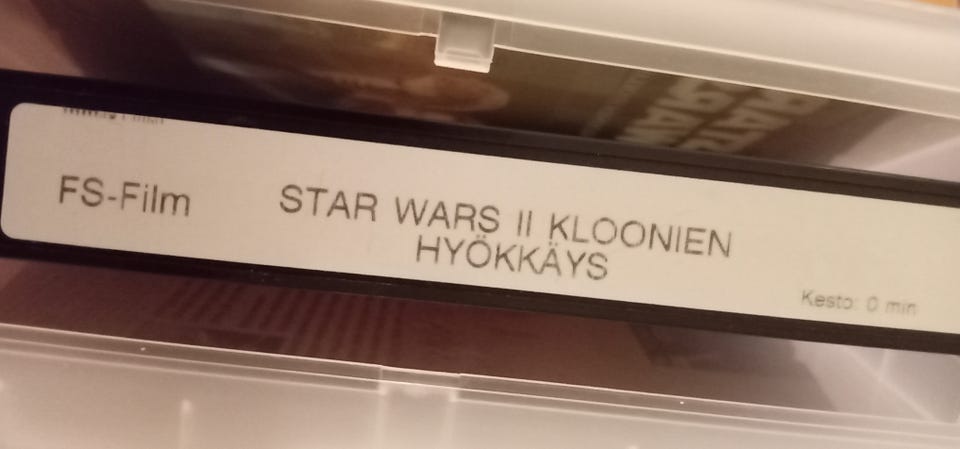 FS-Film
STAR WARS II KLOONIEN
HYÖKKÄYS
Kesto: 0 min